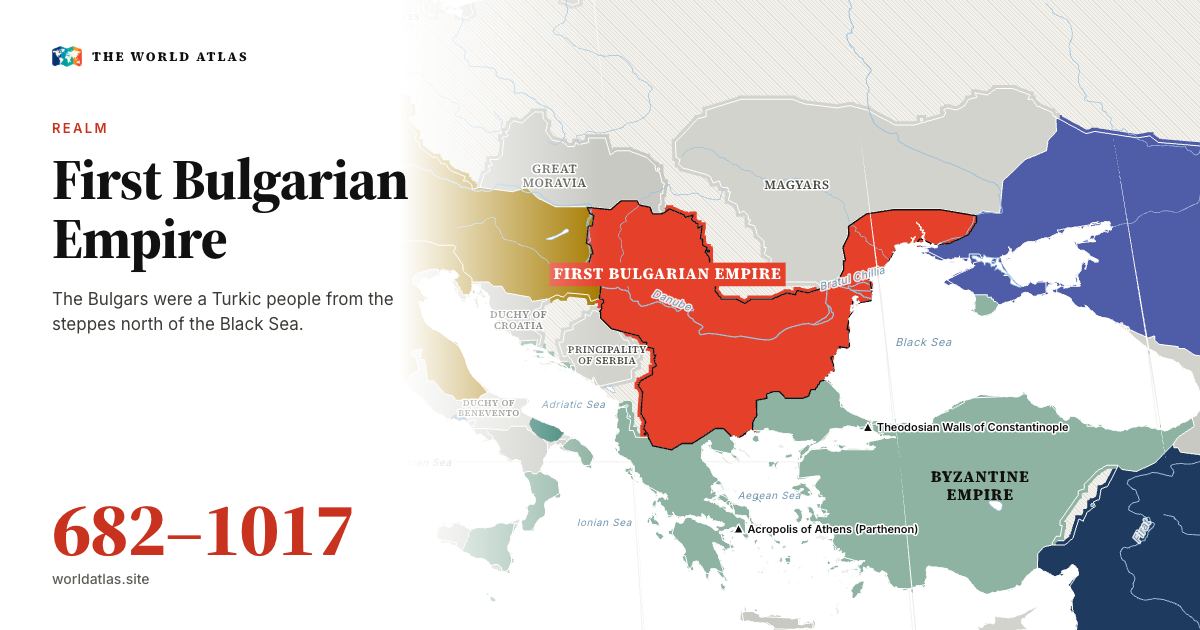 THE WORLD ATLAS
REALM
First Bulgarian
Empire
The Bulgars were a Turkic people from the
steppes north of the Black Sea.
682–1017
worldatlas.site
GREAT
MORAVIA
MAGYARS
FIRST BULGARIAN EMPIRE
Bratul Chilia
Danube
DUCHY OF
CROATIA
PRINCIPALITY
OF SERBIA
Black Sea
DUCHY OF
BENEVENTO
Adriatic Sea
Theodosian Walls of Constantinople
BYZANTINE
EMPIRE
Aegean Sea
Ionian Sea
Acropolis of Athens (Parthenon)
Firat